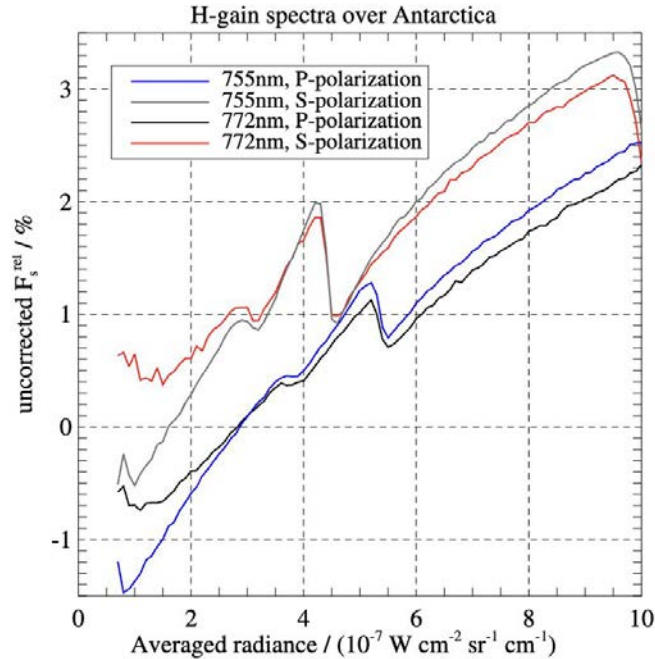 H-gain spectra over Antarctica
755nm, P-polarization
755nm, S-polarization
772nm, P-polarization
772nm, S-polarization
uncorrected F_s^rel / %
3
2
1
0
-1
0 2 4 6 8 10
Averaged radiance / (10⁻⁷ W cm⁻² sr⁻¹ cm⁻¹)